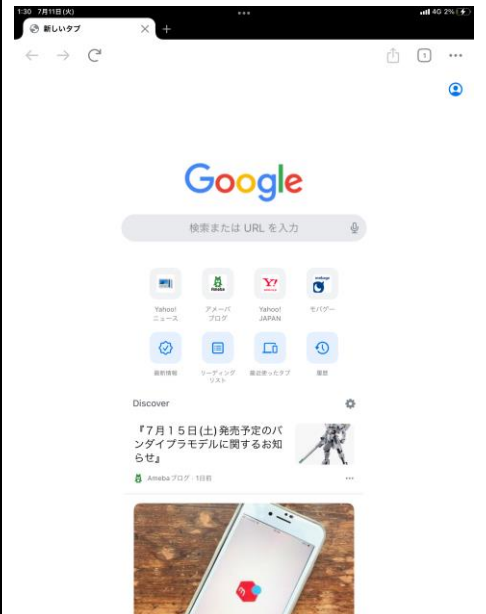 1:30 7月11日(火)
4G 2%
新しいタブ
1
Google
検索または URL を入力
Ameba
Y!
mobage
Yahoo!
ニュース
アメーバ
ブログ
Yahoo!
JAPAN
モバゲー
最新情報
リーディング
リスト
最近使ったタブ
履歴
Discover
『7月15日(土)発売予定のバ
ンダイプラモデルに関するお知
らせ』
Amebaブログ・1日前